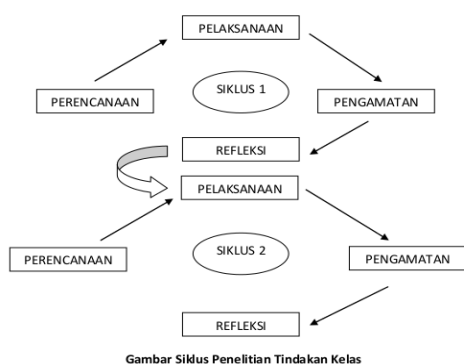 PELAKSANAAN
SIKLUS 1
PERENCANAAN
PENGAMATAN
REFLEKSI
PELAKSANAAN
SIKLUS 2
PERENCANAAN
PENGAMATAN
REFLEKSI
Gambar Siklus Penelitian Tindakan Kelas